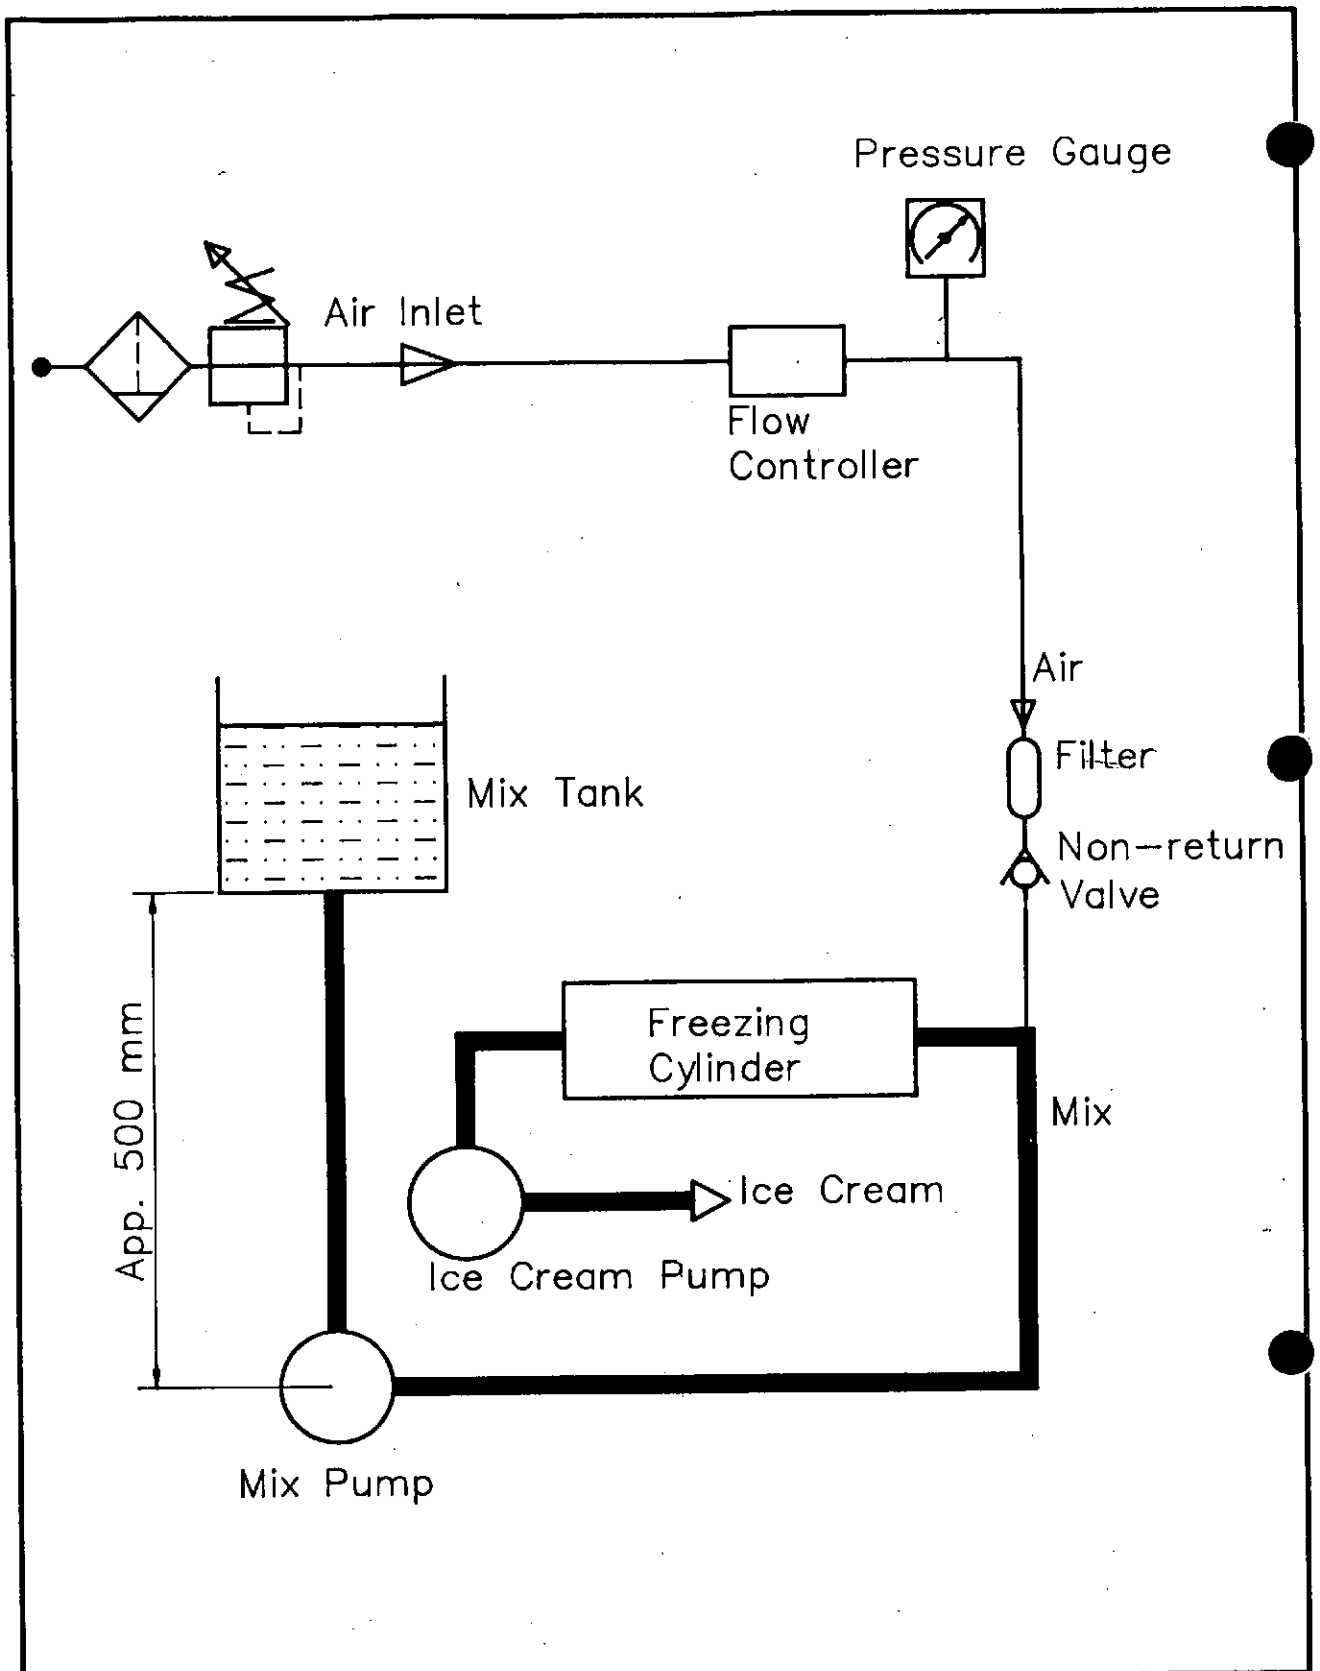 Pressure Gauge
Air Inlet
Flow
Controller
Air
Filter
Mix Tank
Non-return
Valve
Freezing
Cylinder
App. 500 mm
Mix
Ice Cream
Ice Cream Pump
Mix Pump